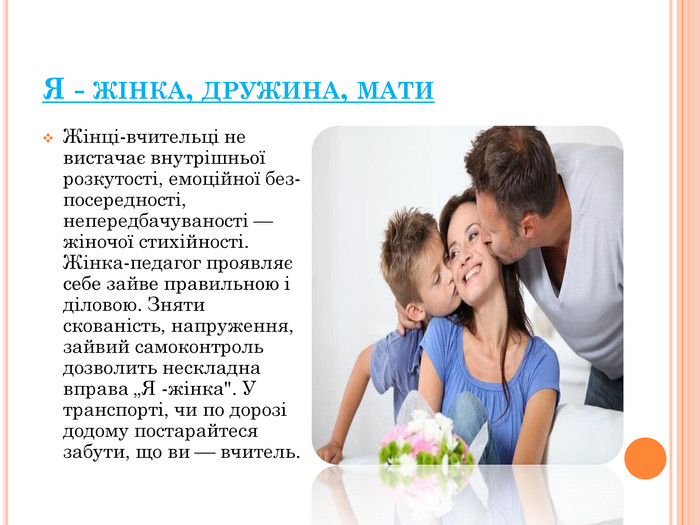 Я - ЖІНКА, ДРУЖИНА, МАТИ
Жінці-вчительці не
вистачає внутрішньої
розкутості, емоційної без-
посередності,
непередбачуваності —
жіночої стихійності.
Жінка-педагог проявляє
себе зайве правильною і
діловою. Зняти
скованість, напруження,
зайвий самоконтроль
дозволить нескладна
вправа „Я -жінка". У
транспорті, чи по дорозі
додому постарайтеся
забути, що ви — вчитель.